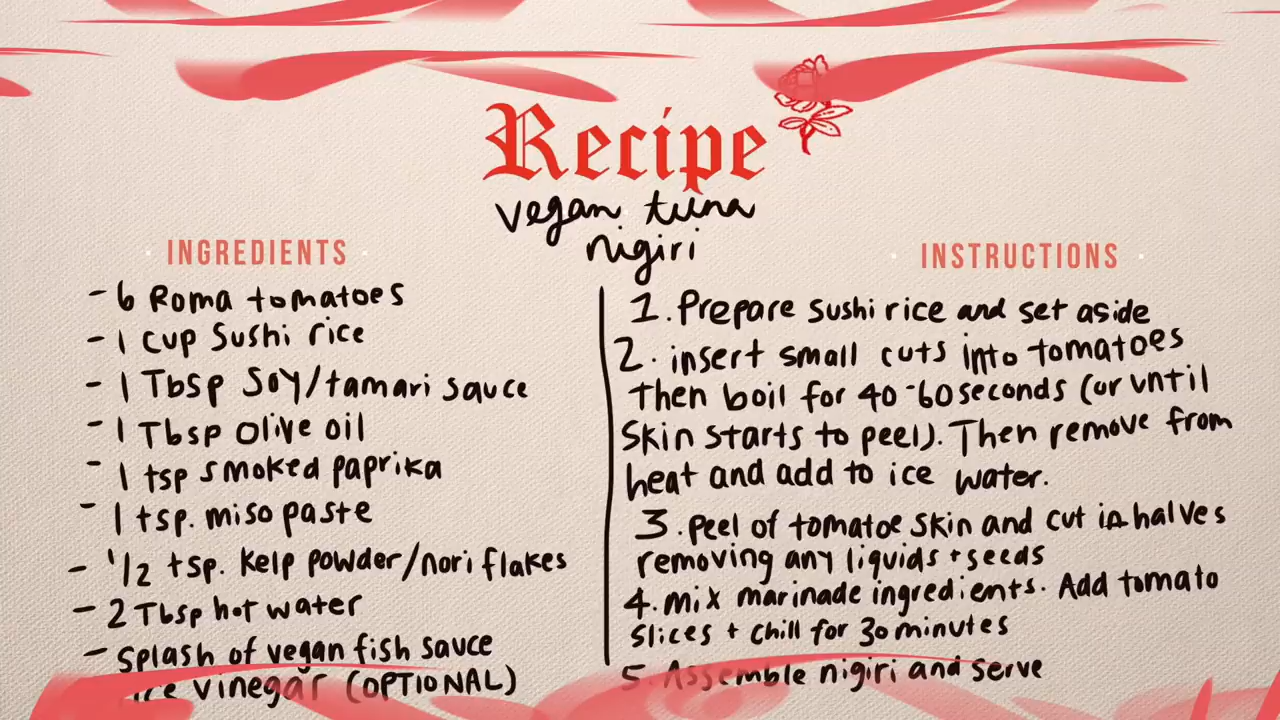 Recipe
vegan tuna
nigiri
INGREDIENTS
- 6 Roma tomatoes
- 1 cup Sushi rice
- 1 Tbsp Soy/tamari sauce
- 1 Tbsp olive oil
- 1 tsp smoked paprika
- 1 tsp. miso paste
- 1/2 tsp. kelp powder/nori flakes
- 2 Tbsp hot water
- splash of vegan fish sauce
vinegar (OPTIONAL)
INSTRUCTIONS
1. Prepare sushi rice and set aside
2. insert small cuts into tomatoes
Then boil for 40-60 seconds (or until
skin starts to peel). Then remove from
heat and add to ice water.
3. peel of tomatoe skin and cut in halves
removing any liquids + seeds
4. mix marinade ingredients. Add tomato
slices + chill for 30 minutes
5. Assemble nigiri and serve